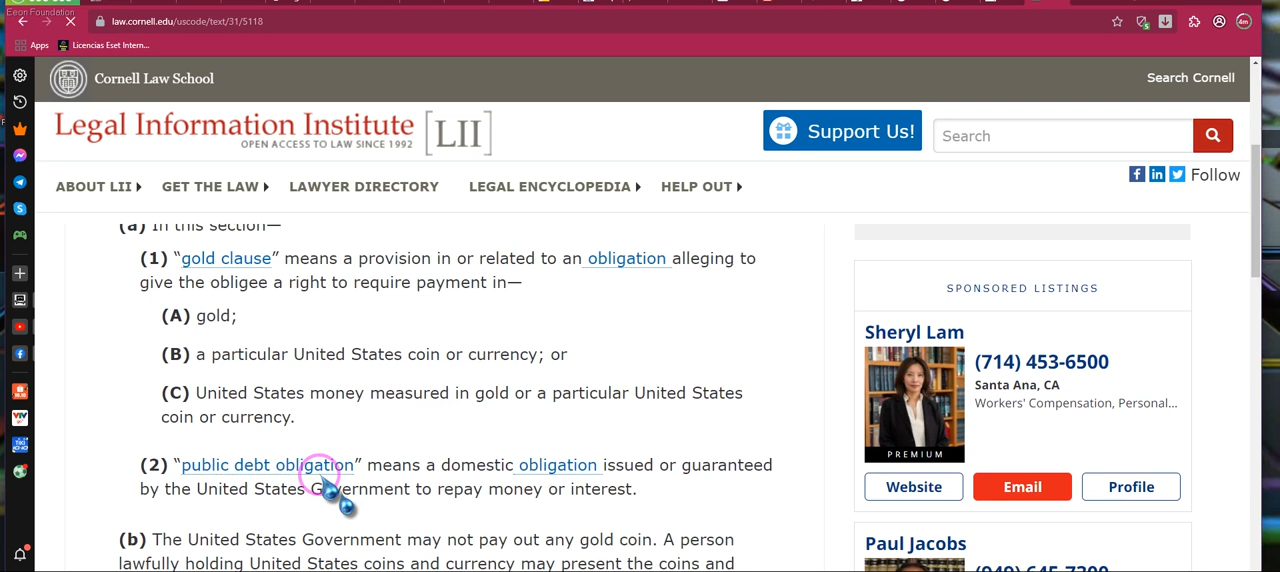 Eeon Foundation
law.cornell.edu/uscode/text/31/5118
Apps
Licencias Eset Intern...
Cornell Law School
Search Cornell
Legal Information Institute [LII]
OPEN ACCESS TO LAW SINCE 1992
Support Us!
Search
ABOUT LII
GET THE LAW
LAWYER DIRECTORY
LEGAL ENCYCLOPEDIA
HELP OUT
Follow
(a) In this section—
(1) “gold clause” means a provision in or related to an obligation alleging to
give the obligee a right to require payment in—
(A) gold;
(B) a particular United States coin or currency; or
(C) United States money measured in gold or a particular United States
coin or currency.
(2) “public debt obligation” means a domestic obligation issued or guaranteed
by the United States Government to repay money or interest.
(b) The United States Government may not pay out any gold coin. A person
lawfully holding United States coins and currency may present the coins and
SPONSORED LISTINGS
Sheryl Lam
(714) 453-6500
Santa Ana, CA
Workers' Compensation, Personal...
PREMIUM
Website
Email
Profile
Paul Jacobs
(949) 645-7300